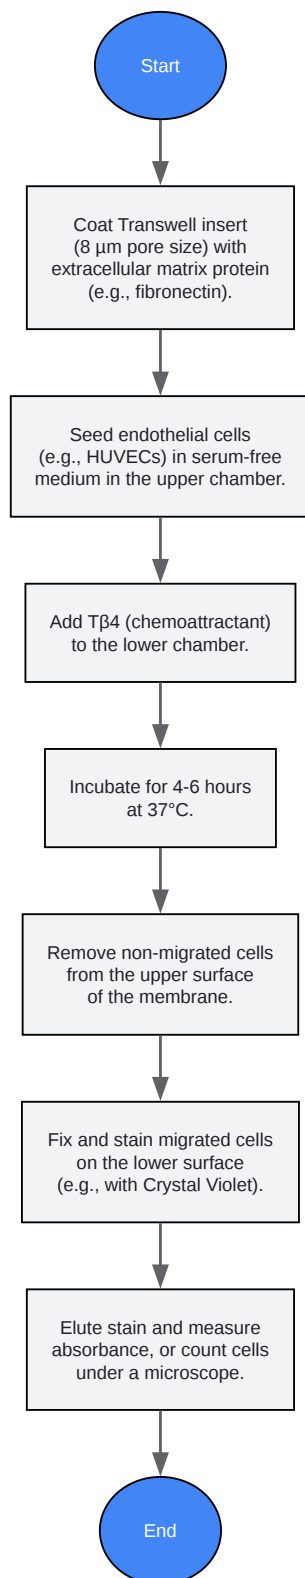 Start
Coat Transwell insert
(8 µm pore size) with
extracellular matrix protein
(e.g., fibronectin).
Seed endothelial cells
(e.g., HUVECs) in serum-free
medium in the upper chamber.
Add Tβ4 (chemoattractant)
to the lower chamber.
Incubate for 4-6 hours
at 37°C.
Remove non-migrated cells
from the upper surface
of the membrane.
Fix and stain migrated cells
on the lower surface
(e.g., with Crystal Violet).
Elute stain and measure
absorbance, or count cells
under a microscope.
End